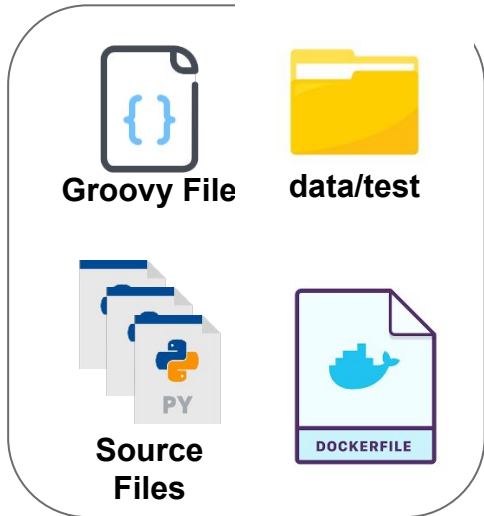 { }
Groovy File
data/test
PY
Source
Files
DOCKERFILE